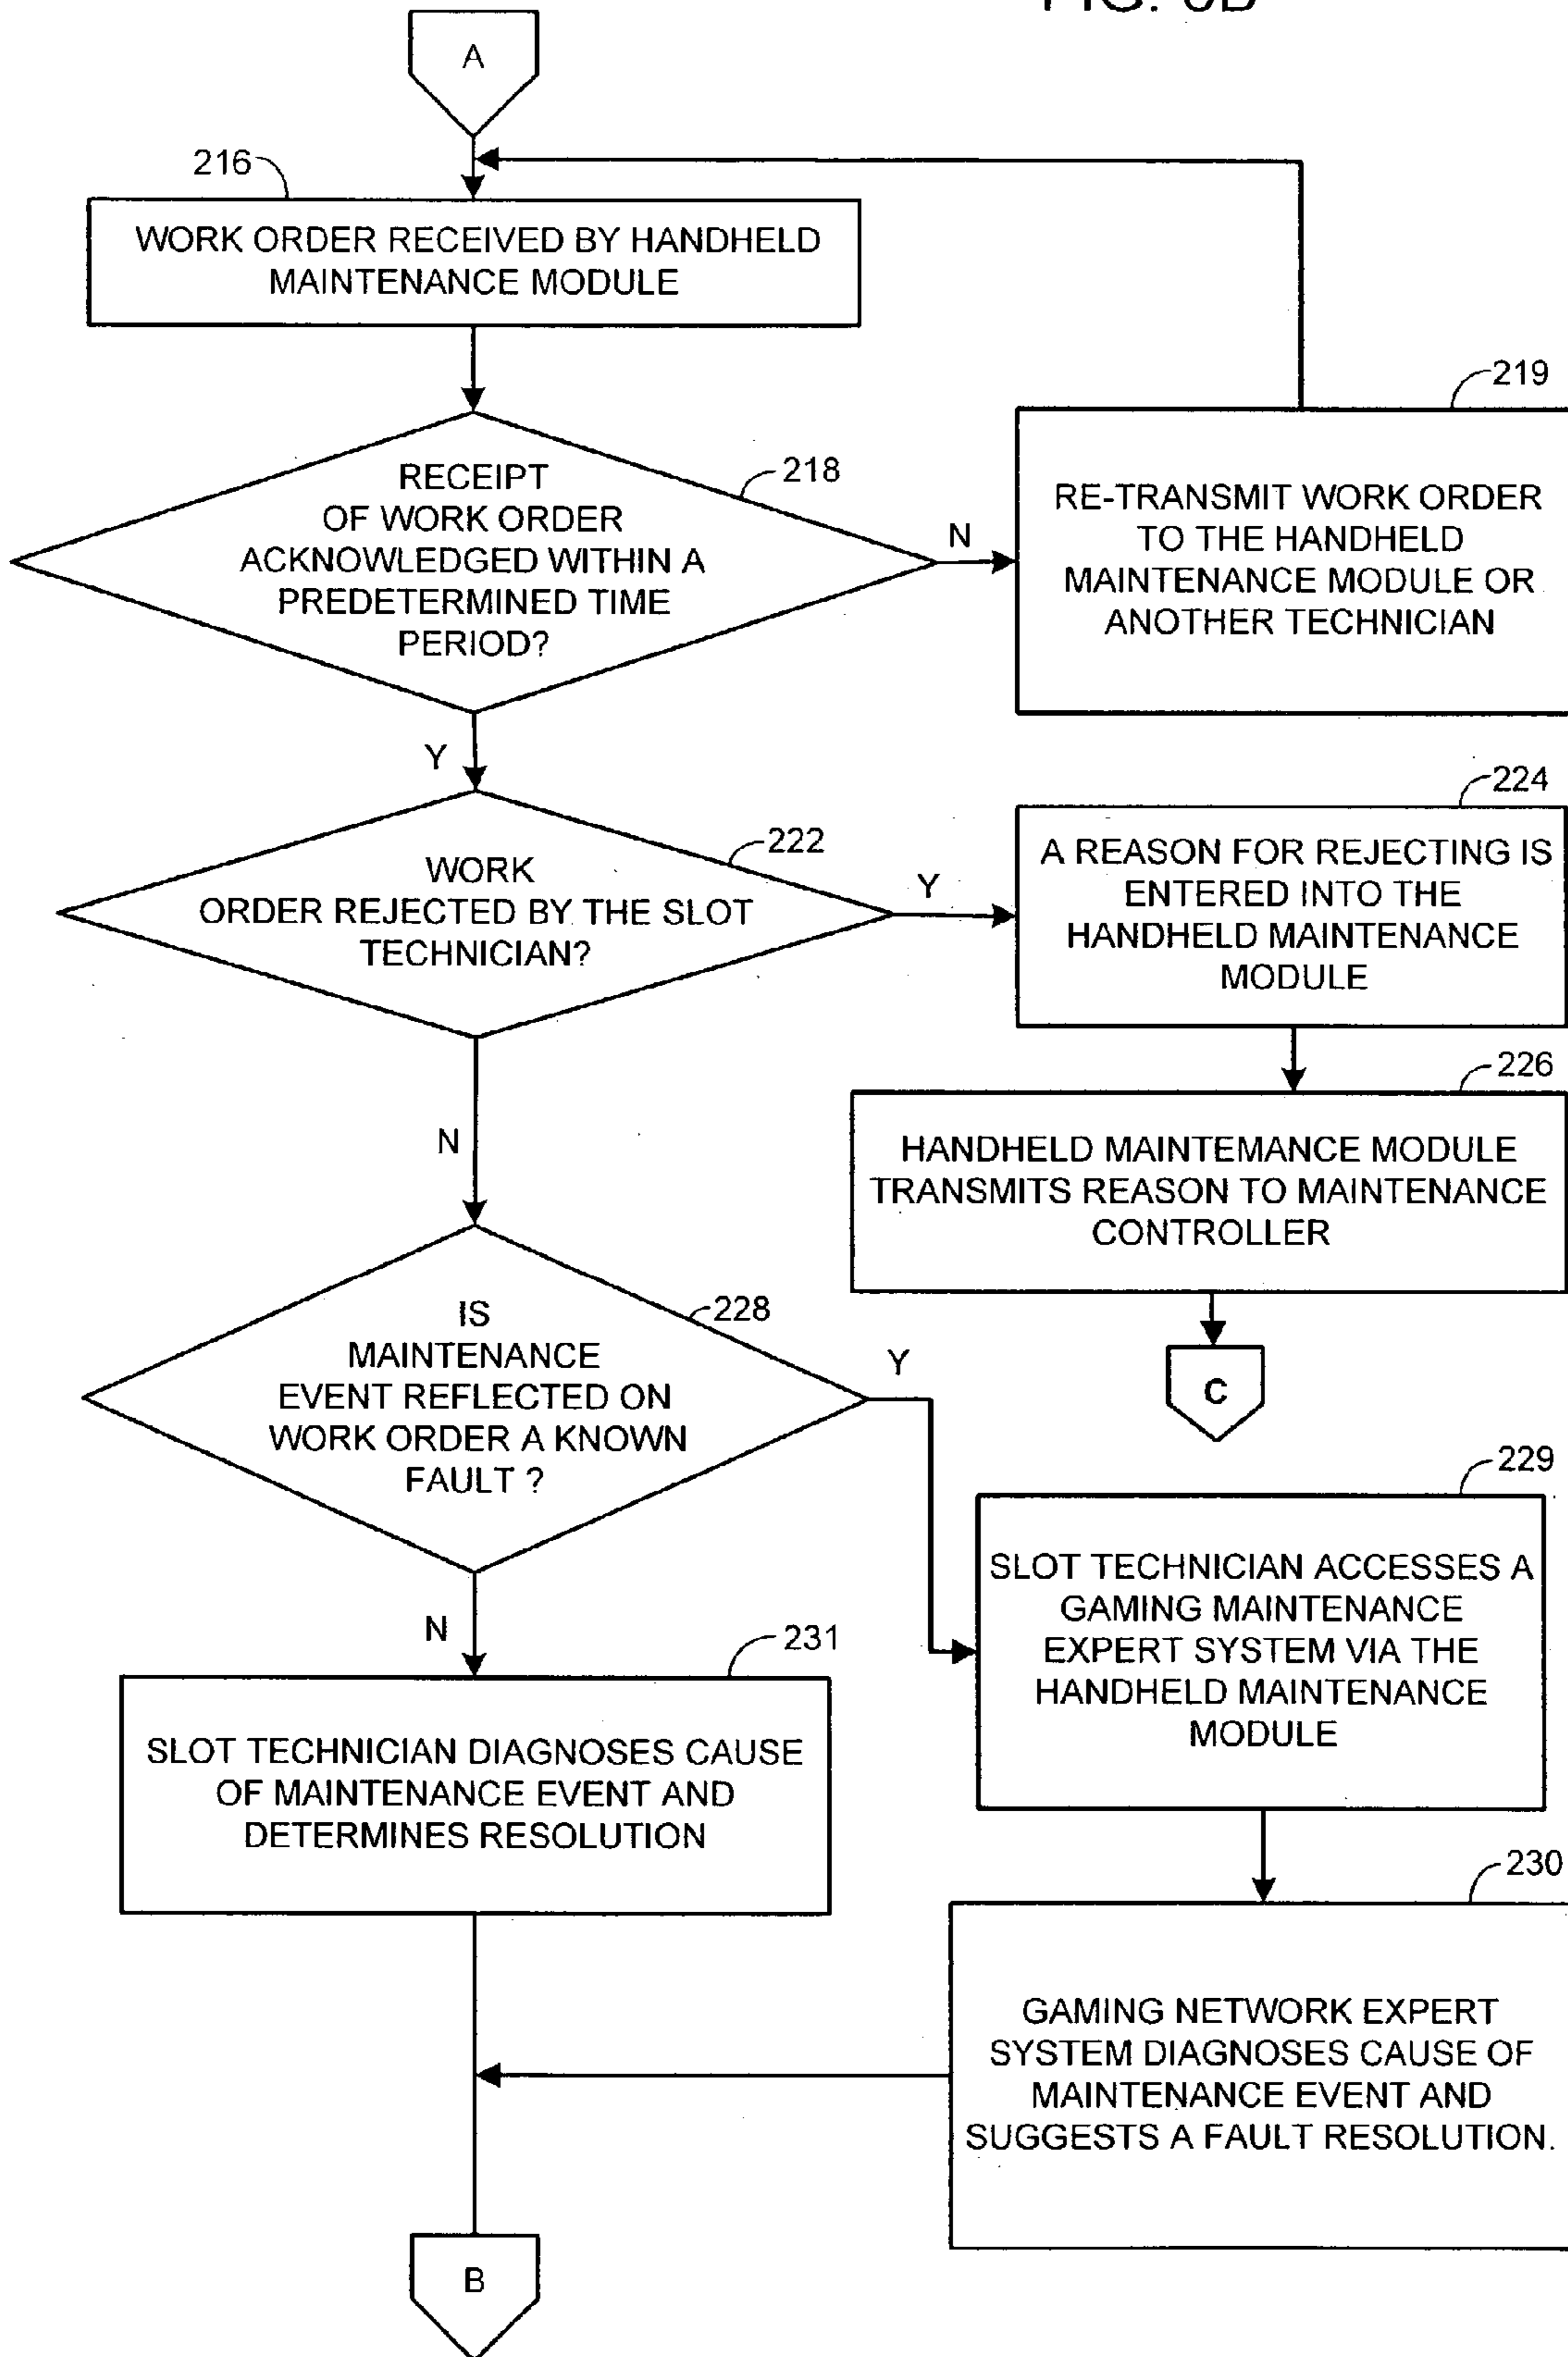 A
216
WORK ORDER RECEIVED BY HANDHELD
MAINTENANCE MODULE
219
RE-TRANSMIT WORK ORDER
TO THE HANDHELD
MAINTENANCE MODULE OR
ANOTHER TECHNICIAN
218
RECEIPT
OF WORK ORDER
ACKNOWLEDGED WITHIN A
PREDETERMINED TIME
PERIOD?
N
Y
222
WORK
ORDER REJECTED BY THE SLOT
TECHNICIAN?
Y
224
A REASON FOR REJECTING IS
ENTERED INTO THE
HANDHELD MAINTENANCE
MODULE
226
HANDHELD MAINTEMANCE MODULE
TRANSMITS REASON TO MAINTENANCE
CONTROLLER
C
N
228
IS
MAINTENANCE
EVENT REFLECTED ON
WORK ORDER A KNOWN
FAULT ?
Y
229
SLOT TECHNICIAN ACCESSES A
GAMING MAINTENANCE
EXPERT SYSTEM VIA THE
HANDHELD MAINTENANCE
MODULE
N
231
SLOT TECHNICIAN DIAGNOSES CAUSE
OF MAINTENANCE EVENT AND
DETERMINES RESOLUTION
230
GAMING NETWORK EXPERT
SYSTEM DIAGNOSES CAUSE OF
MAINTENANCE EVENT AND
SUGGESTS A FAULT RESOLUTION.
B